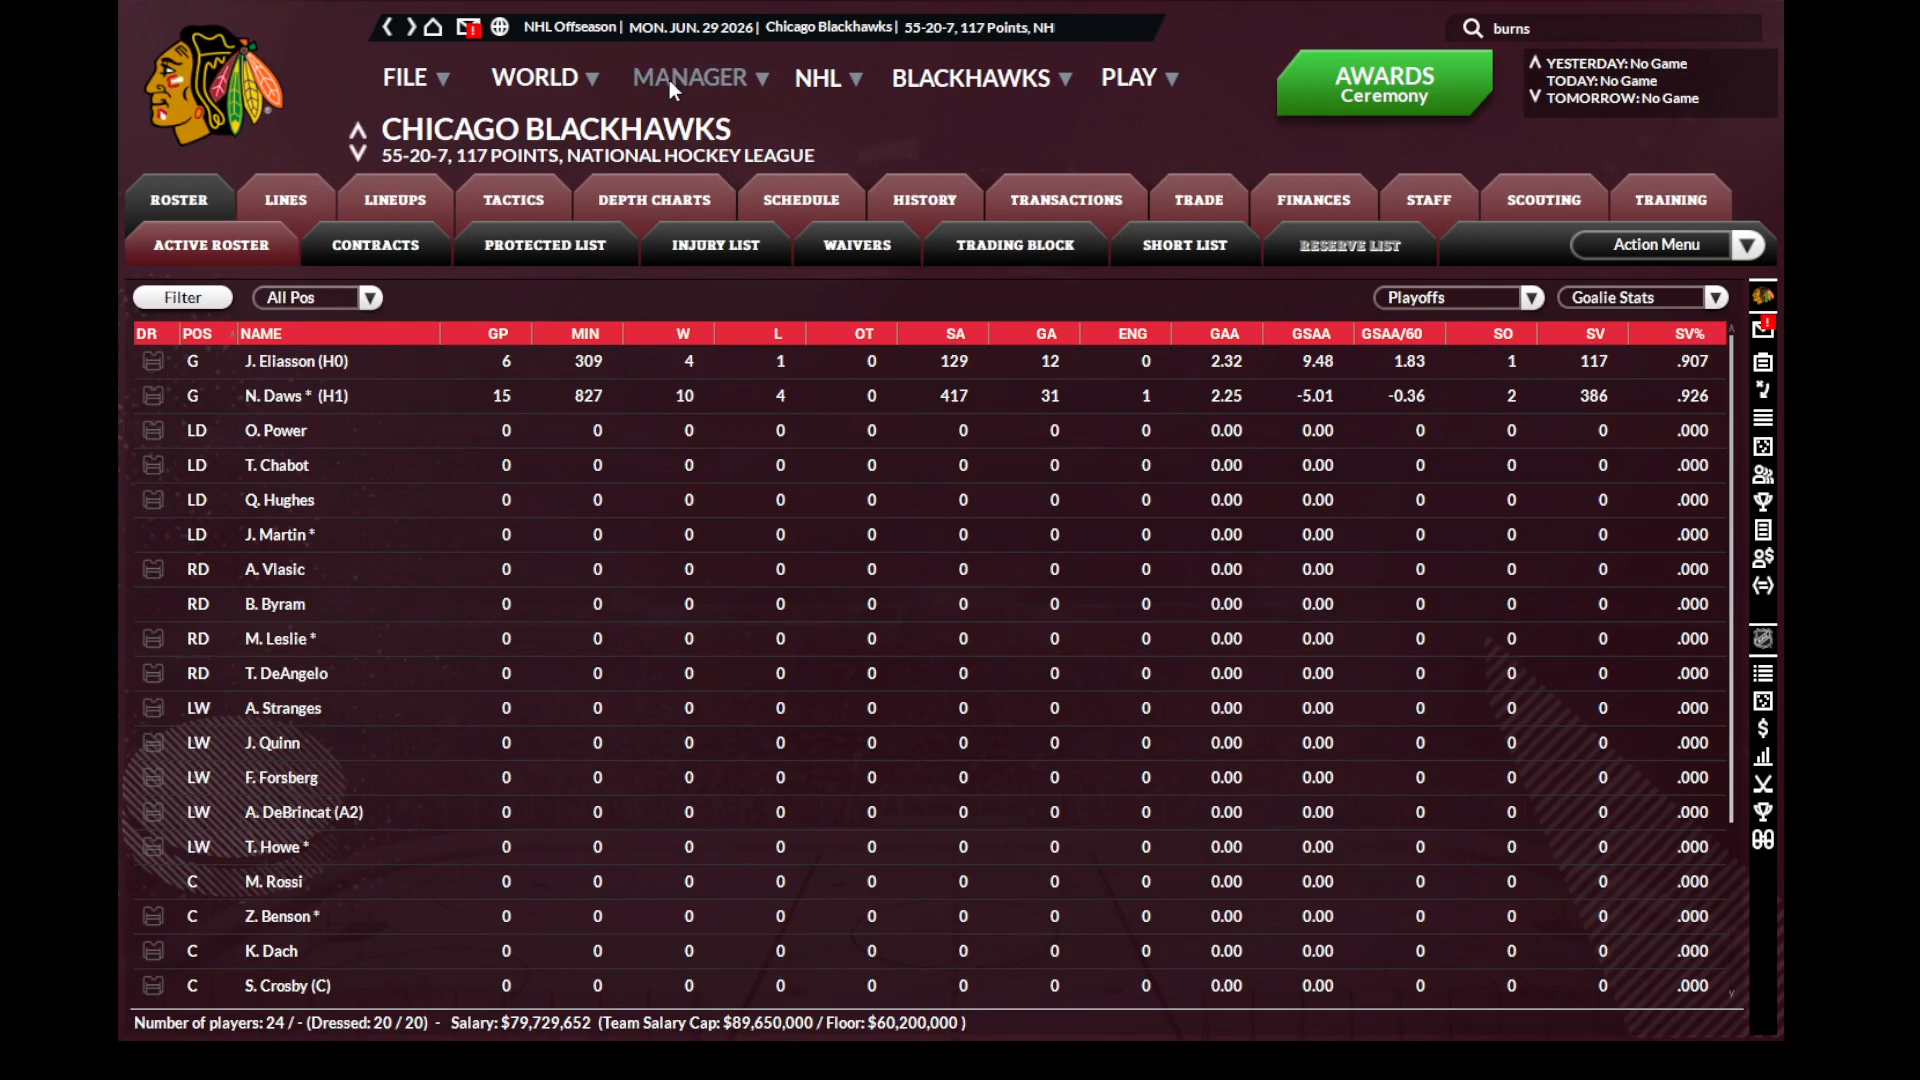 NHL Offseason | MON. JUN. 29 2026 | Chicago Blackhawks | 55-20-7, 117 Points, NH
burns
FILE WORLD MANAGER NHL BLACKHAWKS PLAY
AWARDS
Ceremony
YESTERDAY: No Game
TODAY: No Game
TOMORROW: No Game
CHICAGO BLACKHAWKS
55-20-7, 117 POINTS, NATIONAL HOCKEY LEAGUE
ROSTER LINES LINEUPS TACTICS DEPTH CHARTS SCHEDULE HISTORY TRANSACTIONS TRADE FINANCES STAFF SCOUTING TRAINING
ACTIVE ROSTER CONTRACTS PROTECTED LIST INJURY LIST WAIVERS TRADING BLOCK SHORT LIST RESERVE LIST Action Menu
Filter All Pos Playoffs Goalie Stats
DR POS NAME GP MIN W L OT SA GA ENG GAA GSAA GSAA/60 SO SV SV%
G J. Eliasson (H0) 6 309 4 1 0 129 12 0 2.32 9.48 1.83 1 117 .907
G N. Daws * (H1) 15 827 10 4 0 417 31 1 2.25 -5.01 -0.36 2 386 .926
LD O. Power 0 0 0 0 0 0 0 0 0.00 0.00 0 0 0 .000
LD T. Chabot 0 0 0 0 0 0 0 0 0.00 0.00 0 0 0 .000
LD Q. Hughes 0 0 0 0 0 0 0 0 0.00 0.00 0 0 0 .000
LD J. Martin * 0 0 0 0 0 0 0 0 0.00 0.00 0 0 0 .000
RD A. Vlasic 0 0 0 0 0 0 0 0 0.00 0.00 0 0 0 .000
RD B. Byram 0 0 0 0 0 0 0 0 0.00 0.00 0 0 0 .000
RD M. Leslie * 0 0 0 0 0 0 0 0 0.00 0.00 0 0 0 .000
RD T. DeAngelo 0 0 0 0 0 0 0 0 0.00 0.00 0 0 0 .000
LW A. Stranges 0 0 0 0 0 0 0 0 0.00 0.00 0 0 0 .000
LW J. Quinn 0 0 0 0 0 0 0 0 0.00 0.00 0 0 0 .000
LW F. Forsberg 0 0 0 0 0 0 0 0 0.00 0.00 0 0 0 .000
LW A. DeBrincat (A2) 0 0 0 0 0 0 0 0 0.00 0.00 0 0 0 .000
LW T. Howe * 0 0 0 0 0 0 0 0 0.00 0.00 0 0 0 .000
C M. Rossi 0 0 0 0 0 0 0 0 0.00 0.00 0 0 0 .000
C Z. Benson * 0 0 0 0 0 0 0 0 0.00 0.00 0 0 0 .000
C K. Dach 0 0 0 0 0 0 0 0 0.00 0.00 0 0 0 .000
C S. Crosby (C) 0 0 0 0 0 0 0 0 0.00 0.00 0 0 0 .000
Number of players: 24 / - (Dressed: 20 / 20) - Salary: $79,729,652 (Team Salary Cap: $89,650,000 / Floor: $60,200,000 )